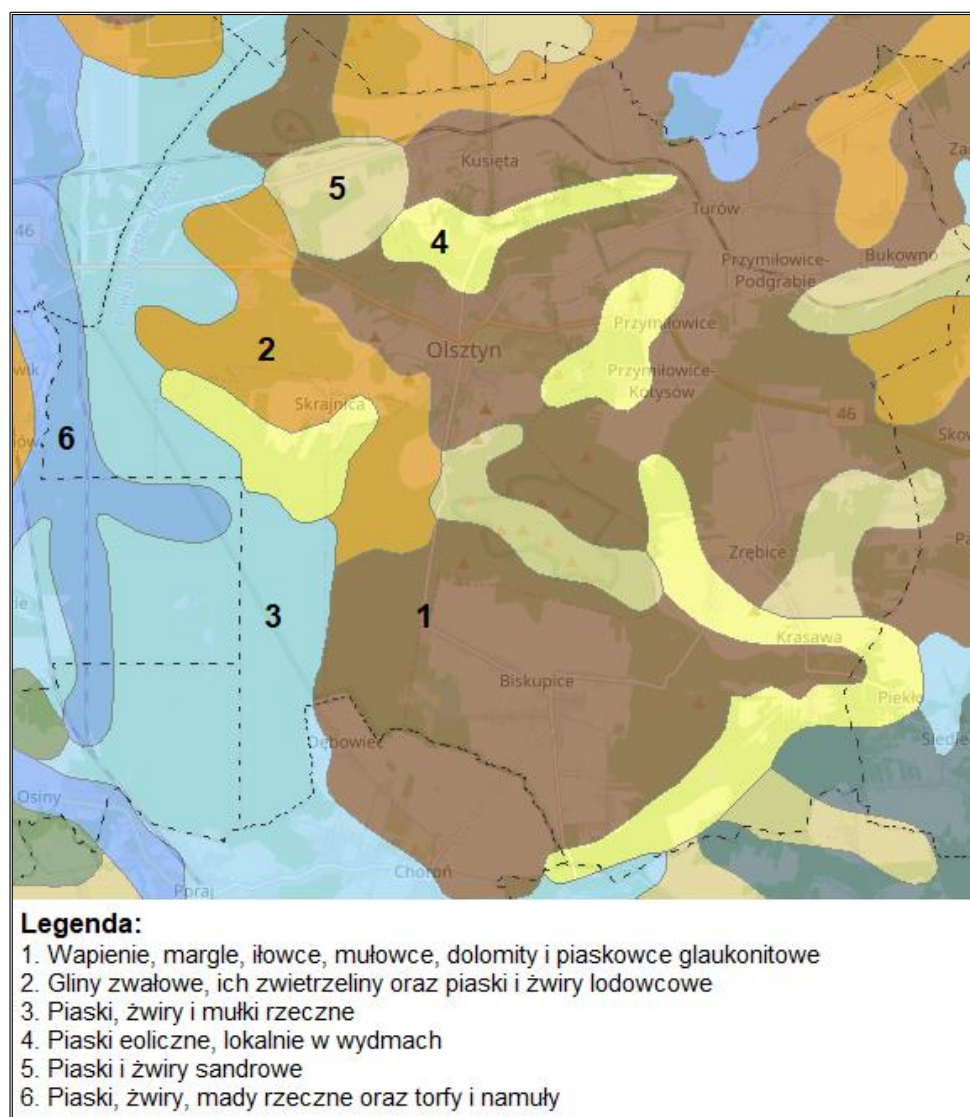 5
Kusięta
4
46
Turów
Przymiłowice-
Podgrabie
Bukowno
Przymiłowice
2
Olsztyn
Przymiłowice-
Kotysów
Skrajnica
46
6
Zrębice
3
1
Krasawa
Biskupice
Piekło
Dębowiec
Osiny
Choroń
Poraj
Legenda:
1. Wapienie, margle, iłowce, mułowce, dolomity i piaskowce glaukonitowe
2. Gliny zwałowe, ich zwietrzeliny oraz piaski i żwiry lodowcowe
3. Piaski, żwiry i mułki rzeczne
4. Piaski eoliczne, lokalnie w wydmach
5. Piaski i żwiry sandrowe
6. Piaski, żwiry, mady rzeczne oraz torfy i namuły